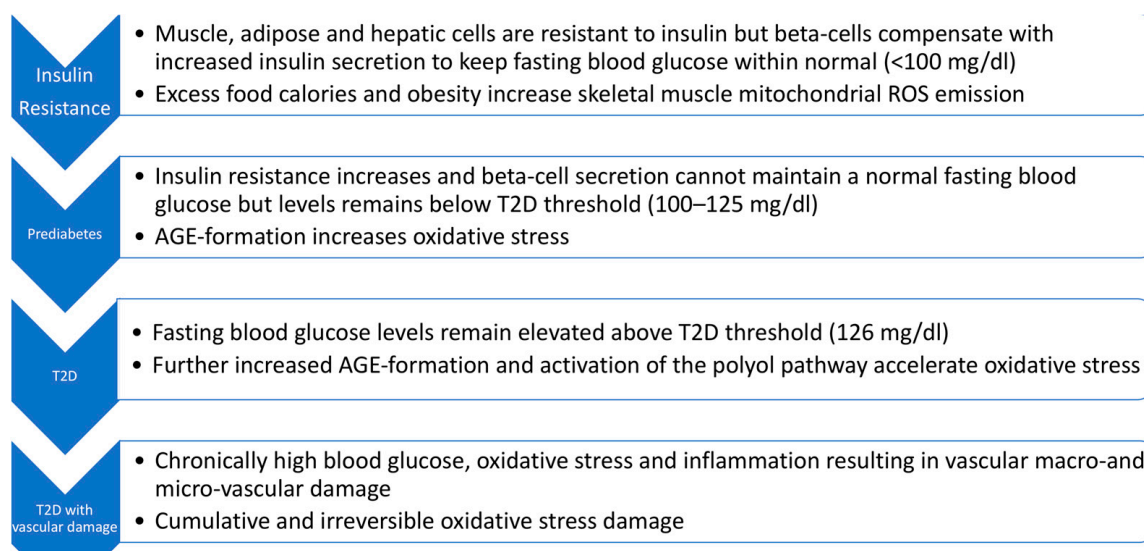 Insulin
Resistance
• Muscle, adipose and hepatic cells are resistant to insulin but beta-cells compensate with
increased insulin secretion to keep fasting blood glucose within normal (<100 mg/dl)
• Excess food calories and obesity increase skeletal muscle mitochondrial ROS emission
Prediabetes
• Insulin resistance increases and beta-cell secretion cannot maintain a normal fasting blood
glucose but levels remains below T2D threshold (100–125 mg/dl)
• AGE-formation increases oxidative stress
T2D
• Fasting blood glucose levels remain elevated above T2D threshold (126 mg/dl)
• Further increased AGE-formation and activation of the polyol pathway accelerate oxidative stress
T2D with
vascular damage
• Chronically high blood glucose, oxidative stress and inflammation resulting in vascular macro-and
micro-vascular damage
• Cumulative and irreversible oxidative stress damage